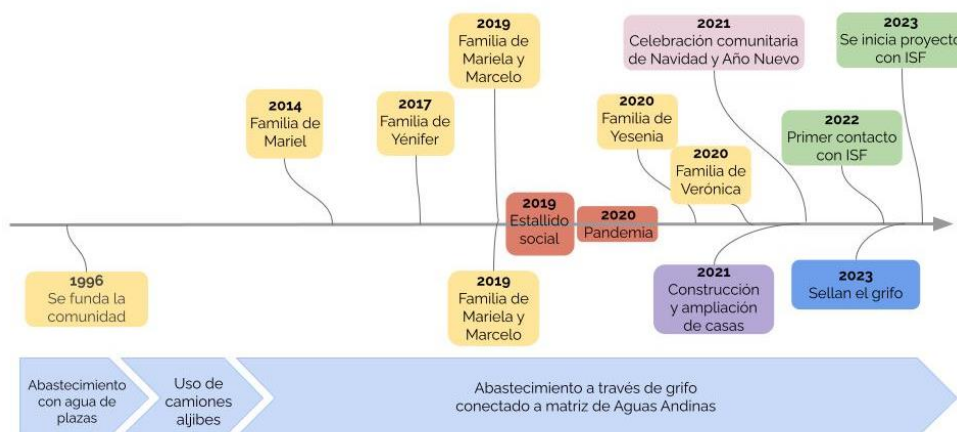 2019
Familia de
Mariela y
Marcelo
2021
Celebración comunitaria
de Navidad y Año Nuevo
2023
Se inicia proyecto
con ISF
2014
Familia de
Mariel
2017
Familia de
Yénifer
2020
Familia de
Yesenia
2020
Familia de
Verónica
2022
Primer contacto
con ISF
2019
Estallido
social
2020
Pandemia
1996
Se funda la
comunidad
2019
Familia de
Mariela y
Marcelo
2021
Construcción
y ampliación
de casas
2023
Sellan el grifo
Abastecimiento
con agua de
plazas
Uso de
camiones
aljibes
Abastecimiento a través de grifo
conectado a matriz de Aguas Andinas